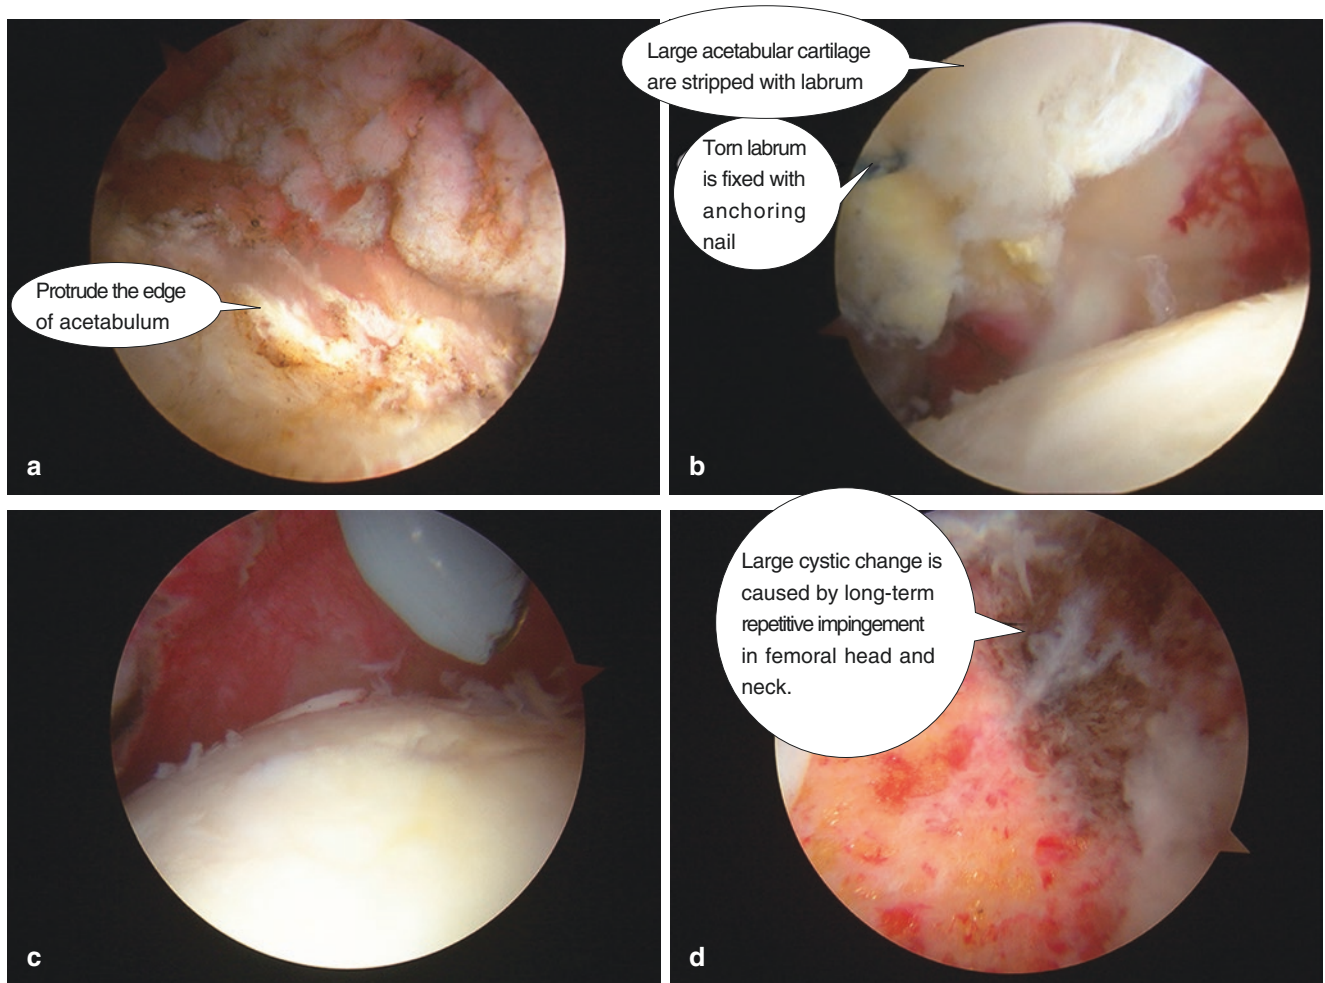 Protrude the edge
of acetabulum
a
Large acetabular cartilage
are stripped with labrum
Torn labrum
is fixed with
anchoring
nail
b
c
Large cystic change is
caused by long-term
repetitive impingement
in femoral head and
neck.
d